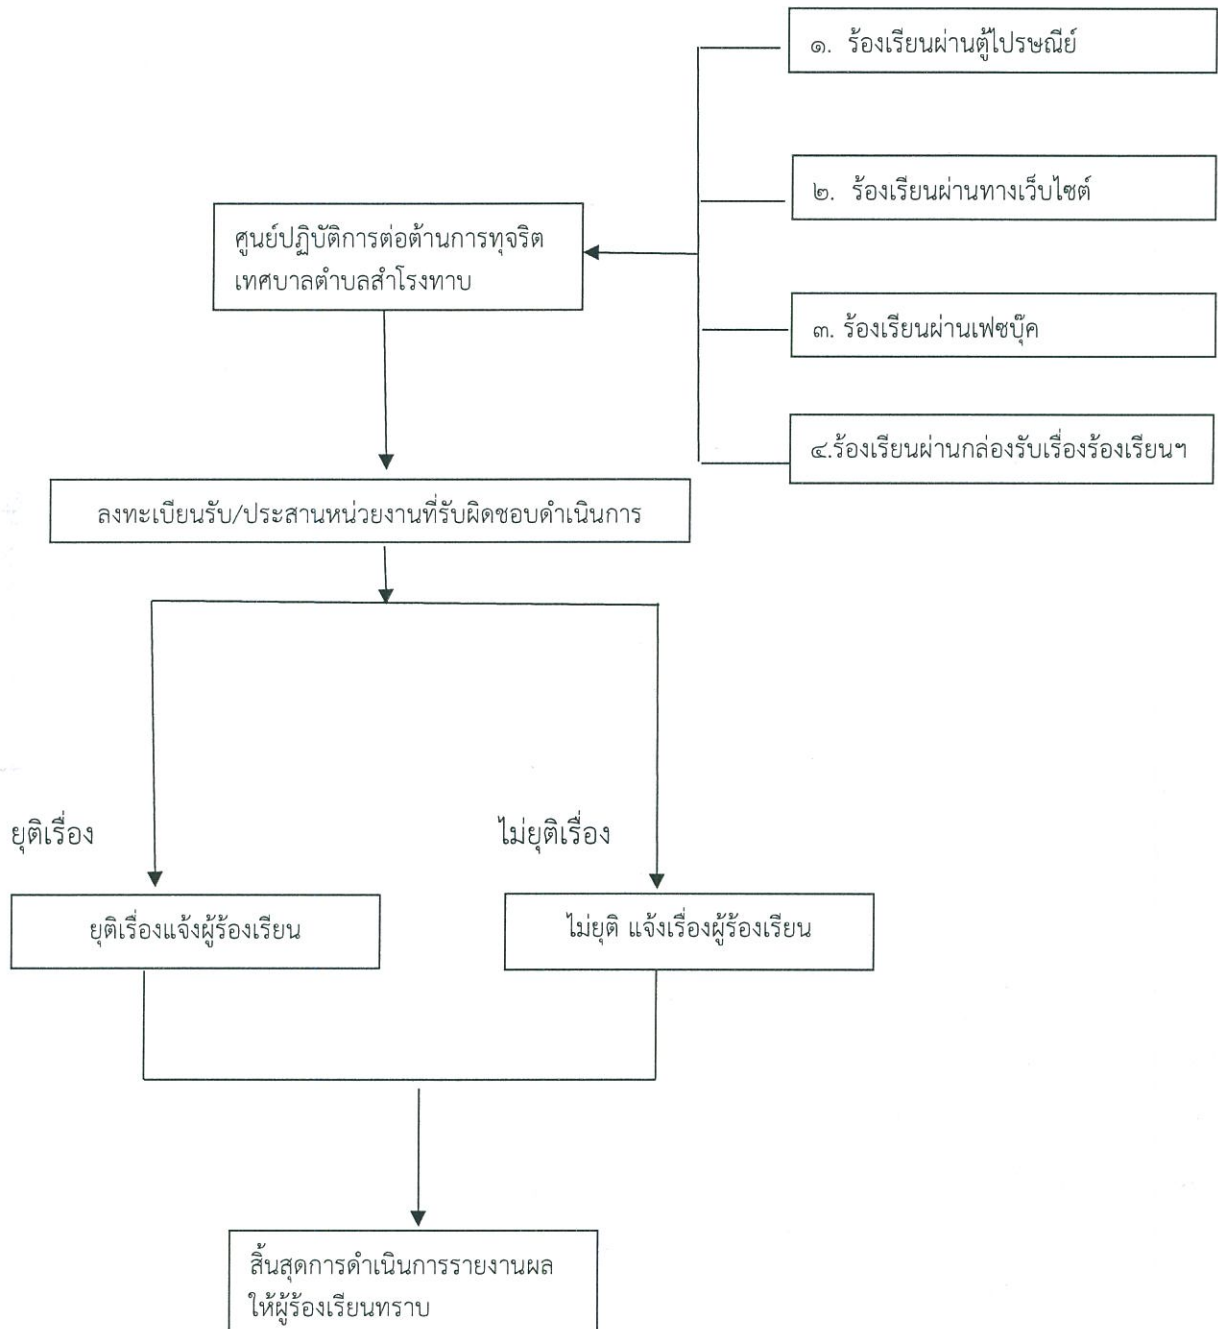 ๑. ร้องเรียนผ่านตู้ไปรษณีย์
๒. ร้องเรียนผ่านทางเว็บไซต์
ศูนย์ปฏิบัติการต่อต้านการทุจริต
เทศบาลตำบลสำโรงทาบ
๓. ร้องเรียนผ่านเฟซบุ๊ค
๔.ร้องเรียนผ่านกล่องรับเรื่องร้องเรียนฯ
ลงทะเบียนรับ/ประสานหน่วยงานที่รับผิดชอบดำเนินการ
ยุติเรื่อง
ไม่ยุติเรื่อง
ยุติเรื่องแจ้งผู้ร้องเรียน
ไม่ยุติ แจ้งเรื่องผู้ร้องเรียน
สิ้นสุดการดำเนินการรายงานผล
ให้ผู้ร้องเรียนทราบ